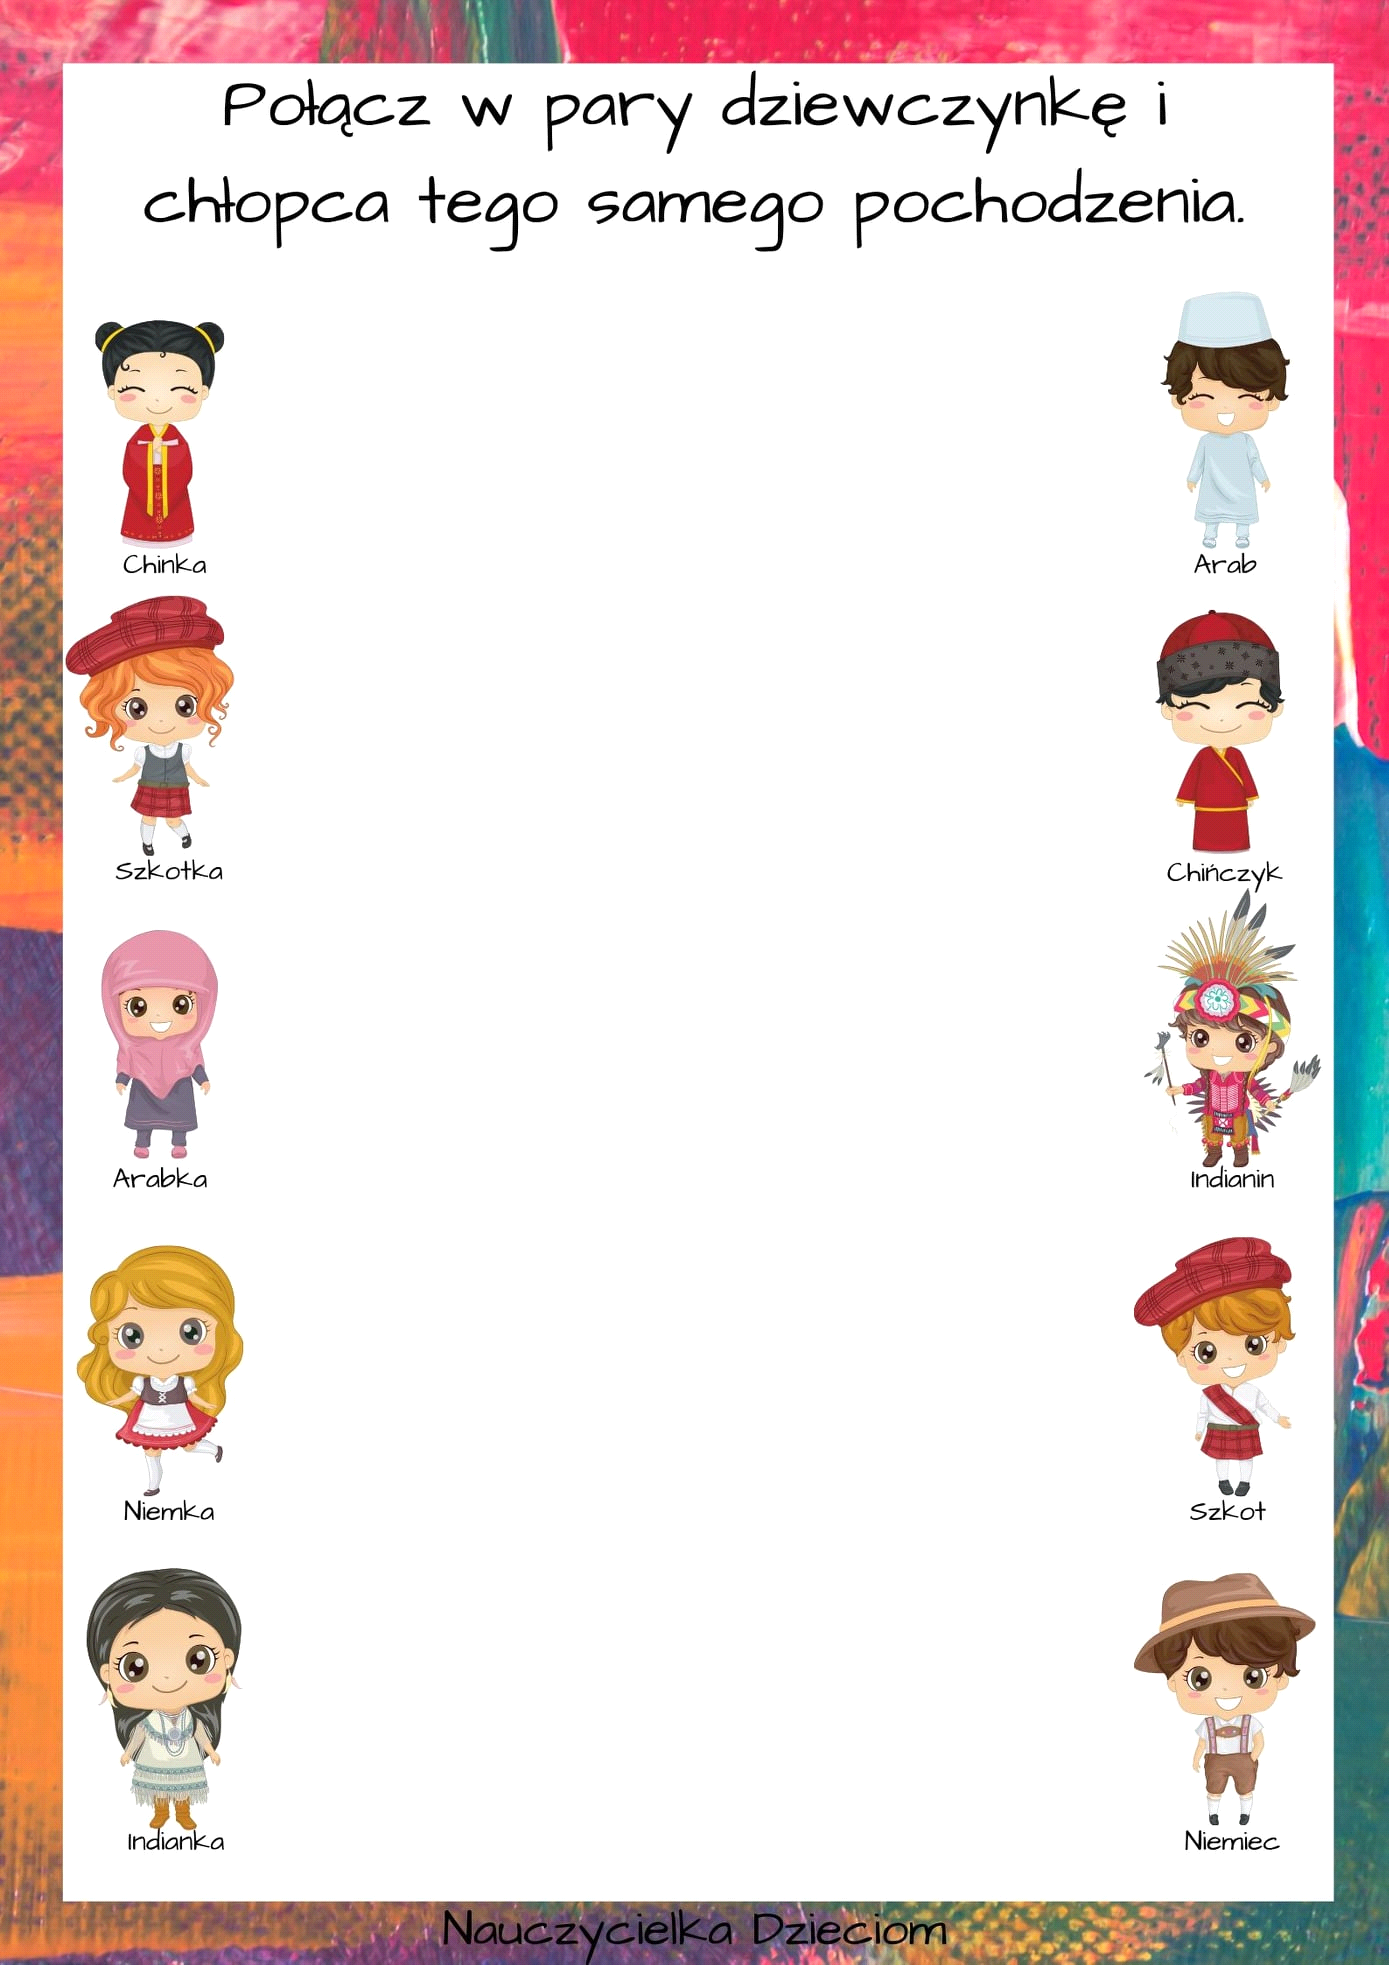 Połącz w pary dziewczynkę i
chłopca tego samego pochodzenia.
Chinka
Arab
Szkotka
Chińczyk
Arabka
Indianin
Niemka
Szkot
Indianka
Niemiec
Nauczycielka Dzieciom